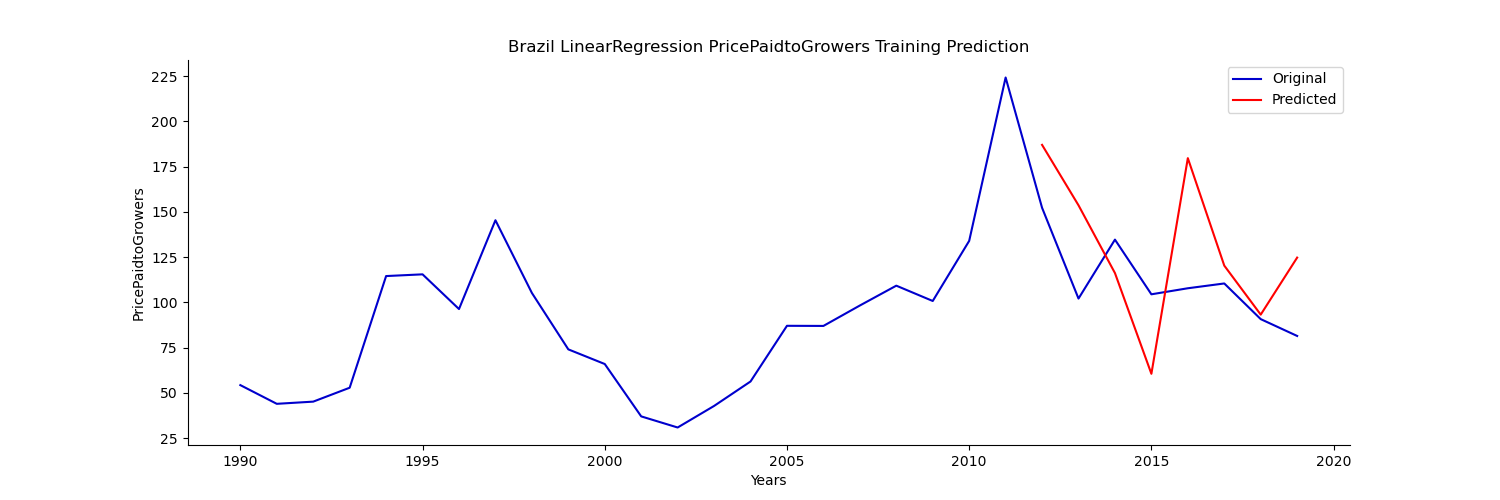 Brazil LinearRegression PricePaidtoGrowers Training Prediction
Original
Predicted
PricePaidtoGrowers
225
200
175
150
125
100
75
50
25
1990 1995 2000 2005 2010 2015 2020
Years